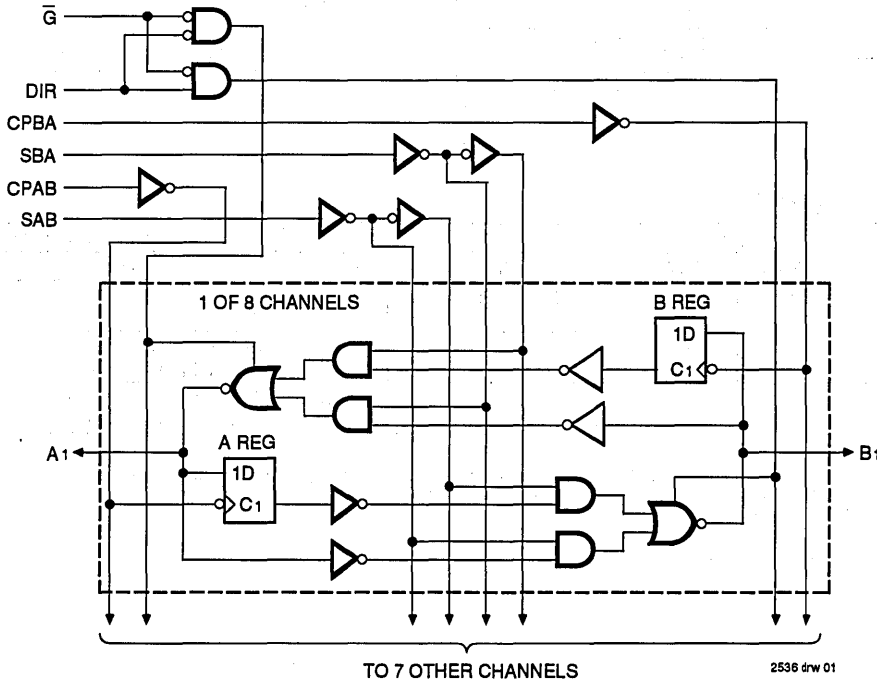 G̅
DIR
CPBA
SBA
CPAB
SAB
1 OF 8 CHANNELS
B REG
1D
C1
A1
A REG
1D
C1
B1
TO 7 OTHER CHANNELS
2536 drw 01